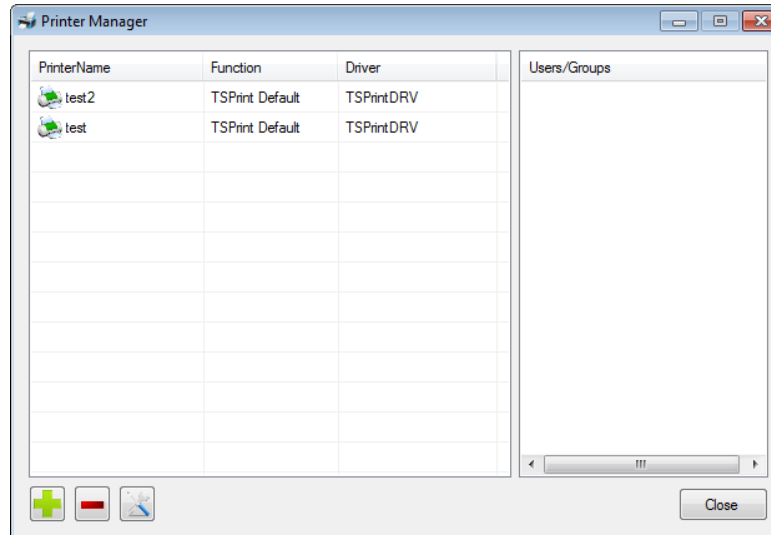 Printer Manager
PrinterName Function Driver Users/Groups
test2 TSPrint Default TSPrintDRV
test TSPrint Default TSPrintDRV
Close